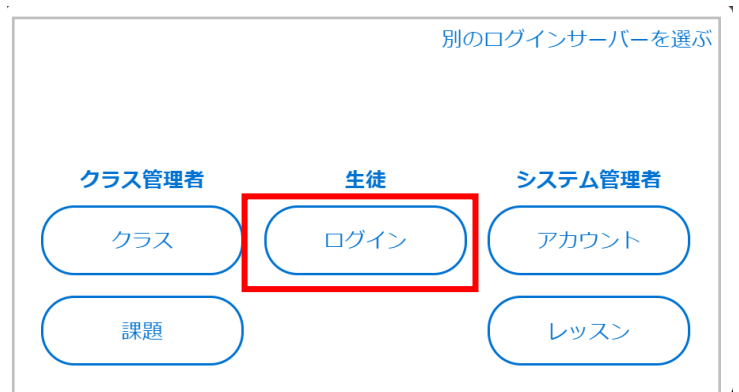 別のログインサーバーを選ぶ
クラス管理者 生徒 システム管理者
クラス ログイン アカウント
課題 レッスン